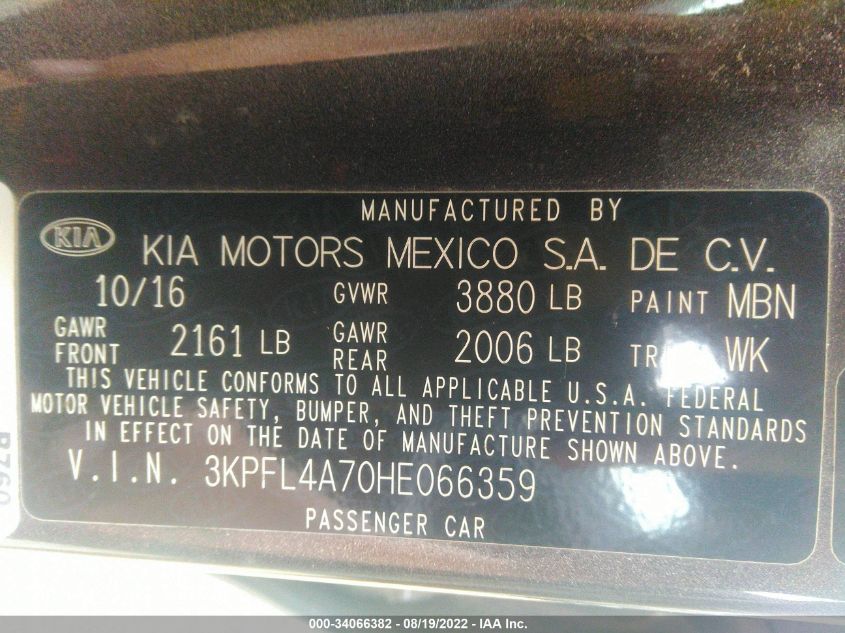 MANUFACTURED BY
KIA KIA MOTORS MEXICO S.A. DE C.V.
10/16 GVWR 3880 LB PAINT MBN
GAWR FRONT 2161 LB GAWR REAR 2006 LB WK
THIS VEHICLE CONFORMS TO ALL APPLICABLE U.S.A. FEDERAL
MOTOR VEHICLE SAFETY, BUMPER, AND THEFT PREVENTION STANDARDS
IN EFFECT ON THE DATE OF MANUFACTURE SHOWN ABOVE.
V.I.N. 3KPFL4A70HE066359
PASSENGER CAR
000-34066382 - 08/19/2022 - IAA Inc.